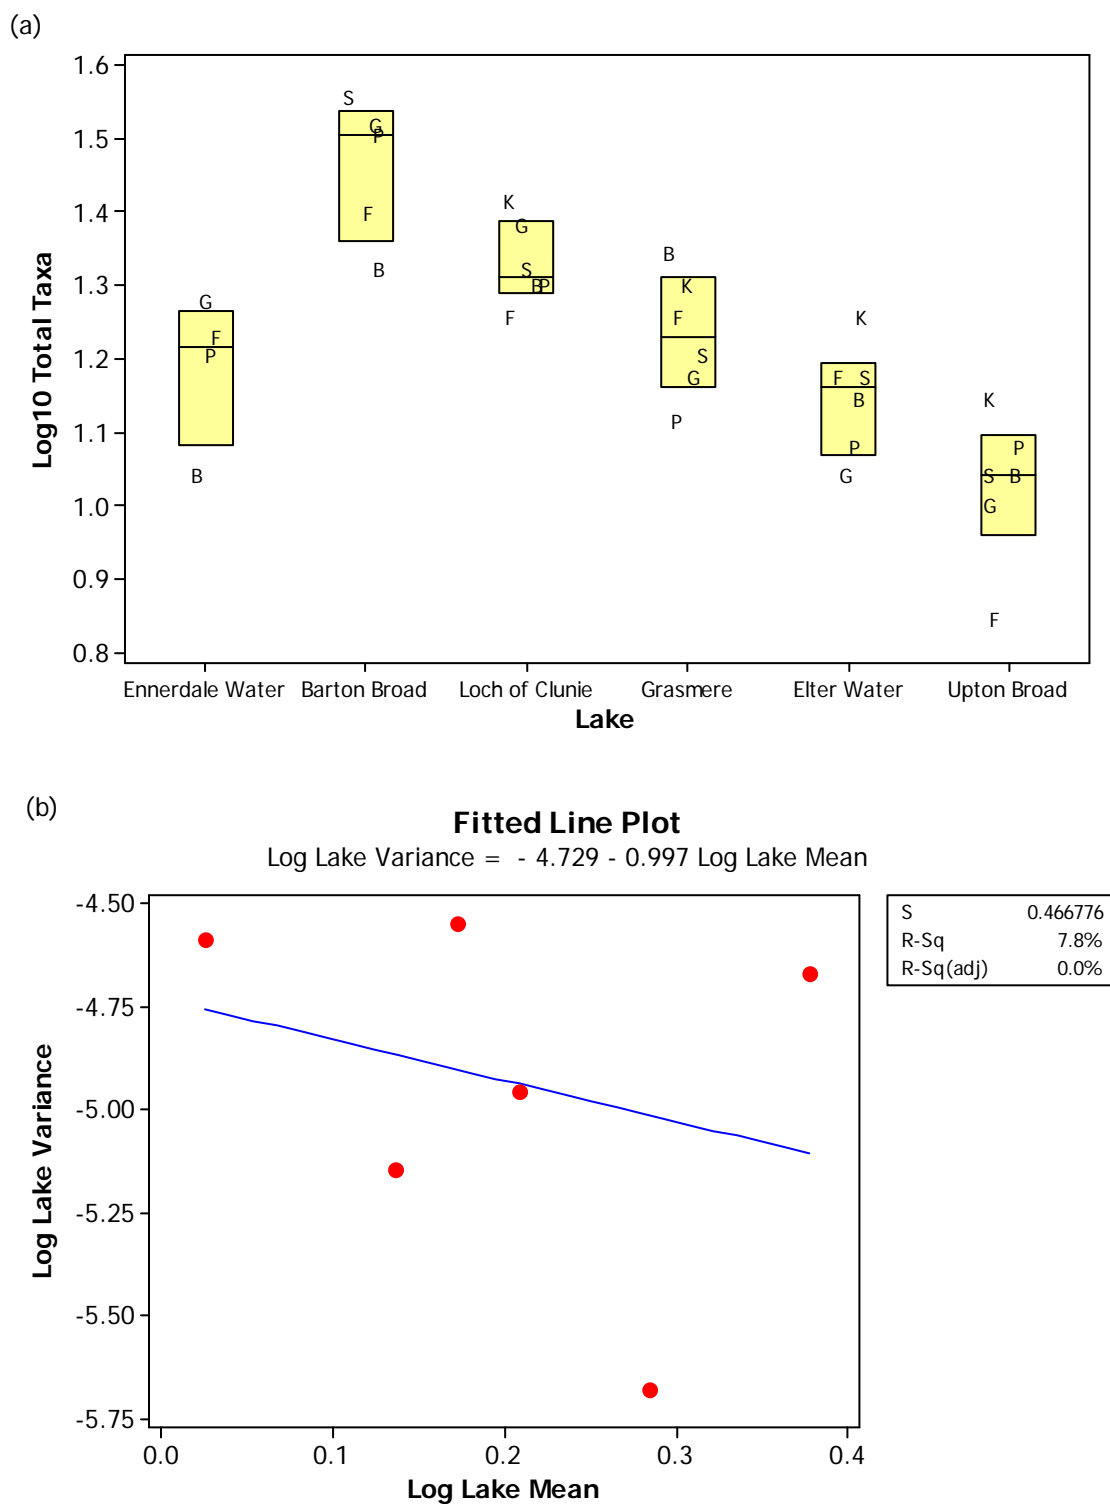 (a)
1.6
1.5
1.4
1.3
1.2
1.1
1.0
0.9
0.8
Log10 Total Taxa
G
F
P
B
S
G
P
F
B
K
G
S
B P
F
B
K
F
S
G
P
K
F S
B
P
G
K
P
S B
G
F
Ennerdale Water Barton Broad Loch of Clunie Grasmere Elter Water Upton Broad
Lake
(b)
Fitted Line Plot
Log Lake Variance = - 4.729 - 0.997 Log Lake Mean
S 0.466776
R-Sq 7.8%
R-Sq(adj) 0.0%
-4.50
-4.75
-5.00
-5.25
-5.50
-5.75
Log Lake Variance
0.0 0.1 0.2 0.3 0.4
Log Lake Mean